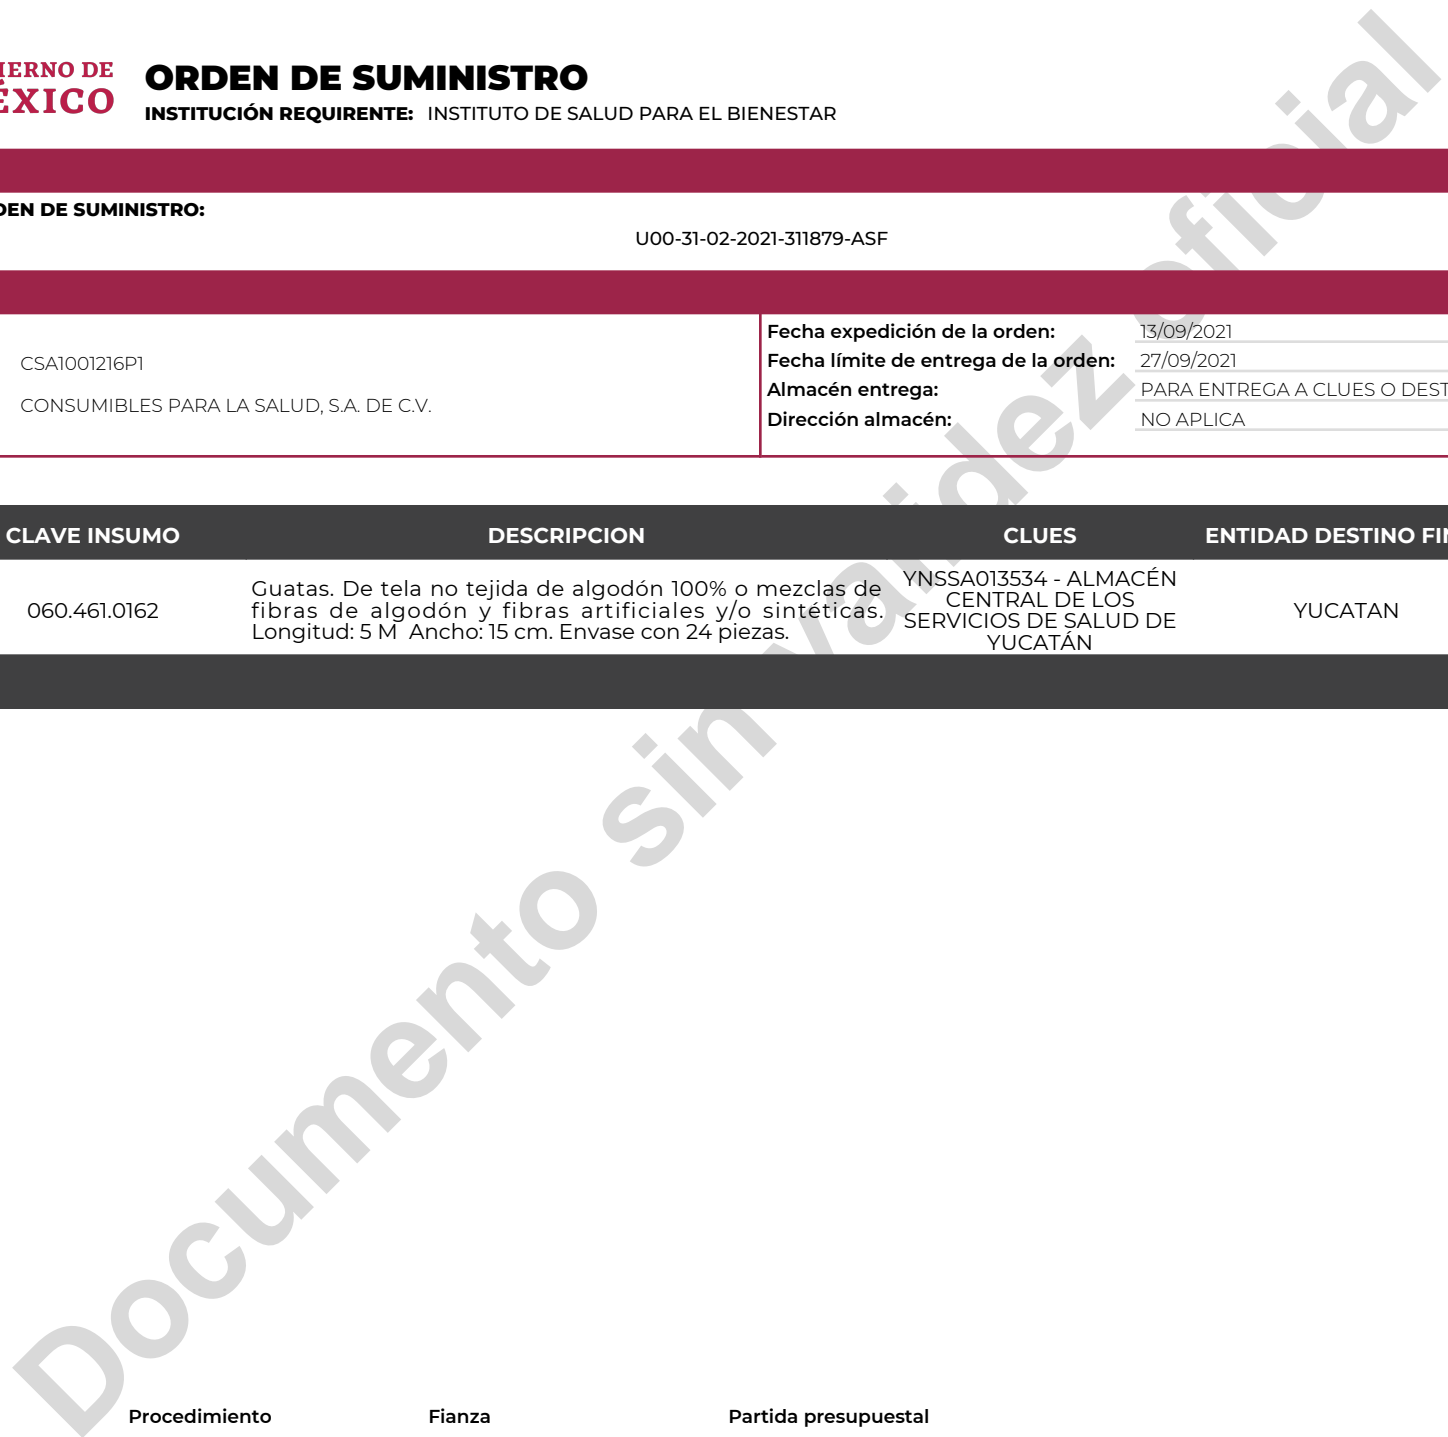 IERNO DE
ÉXICO
ORDEN DE SUMINISTRO
INSTITUCIÓN REQUIRENTE: INSTITUTO DE SALUD PARA EL BIENESTAR
DEN DE SUMINISTRO:
U00-31-02-2021-311879-ASF
CSA1001216P1
CONSUMIBLES PARA LA SALUD, S.A. DE C.V.
Fecha expedición de la orden: 13/09/2021
Fecha límite de entrega de la orden: 27/09/2021
Almacén entrega: PARA ENTREGA A CLUES O DEST
Dirección almacén: NO APLICA
CLAVE INSUMO DESCRIPCION CLUES ENTIDAD DESTINO FIN
060.461.0162
Guatas. De tela no tejida de algodón 100% o mezclas de
fibras de algodón y fibras artificiales y/o sintéticas.
Longitud: 5 M Ancho: 15 cm. Envase con 24 piezas.
YNSSA013534 - ALMACÉN
CENTRAL DE LOS
SERVICIOS DE SALUD DE
YUCATÁN
YUCATAN
Documento sin validez oficial
Procedimiento Fianza Partida presupuestal